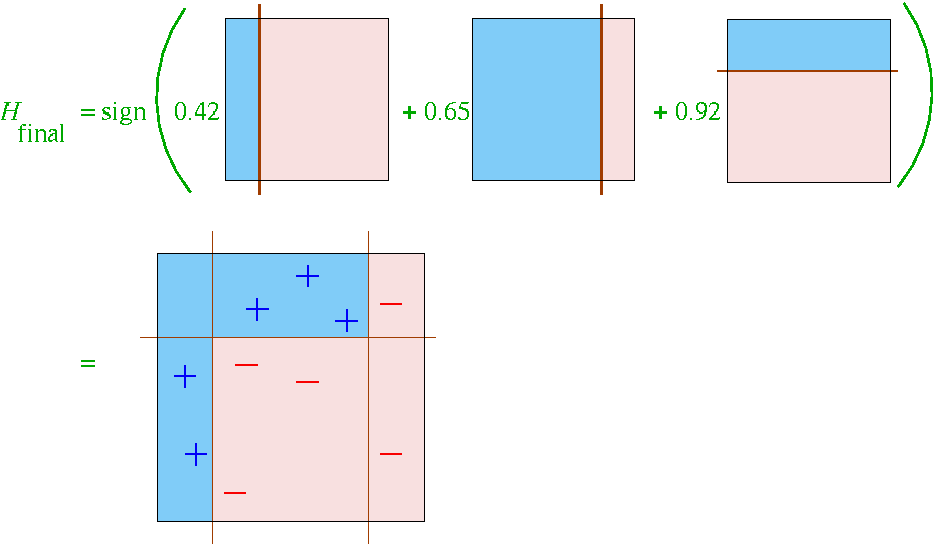 H final = sign ( 0.42 + 0.65 + 0.92 )
=
+
+ + −
+ − −
+ −
−